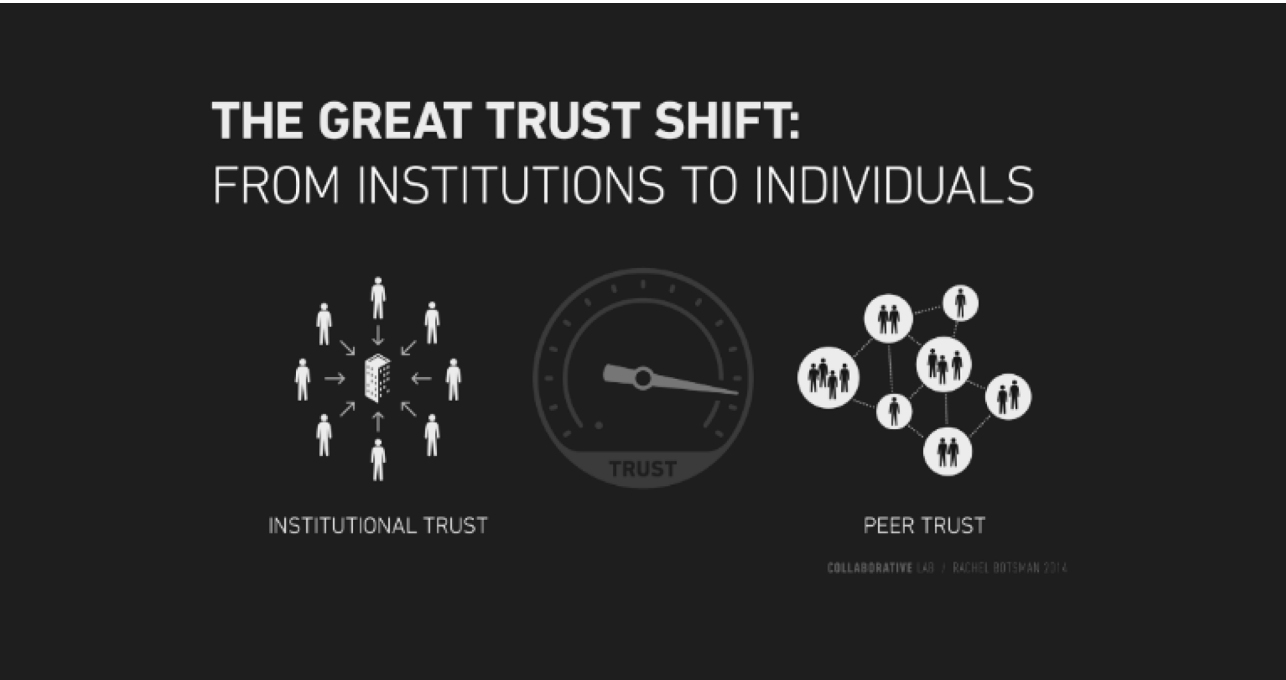 THE GREAT TRUST SHIFT:
FROM INSTITUTIONS TO INDIVIDUALS
TRUST
INSTITUTIONAL TRUST
PEER TRUST
COLLABORATIVE LAB / RACHEL BOTSMAN 2014